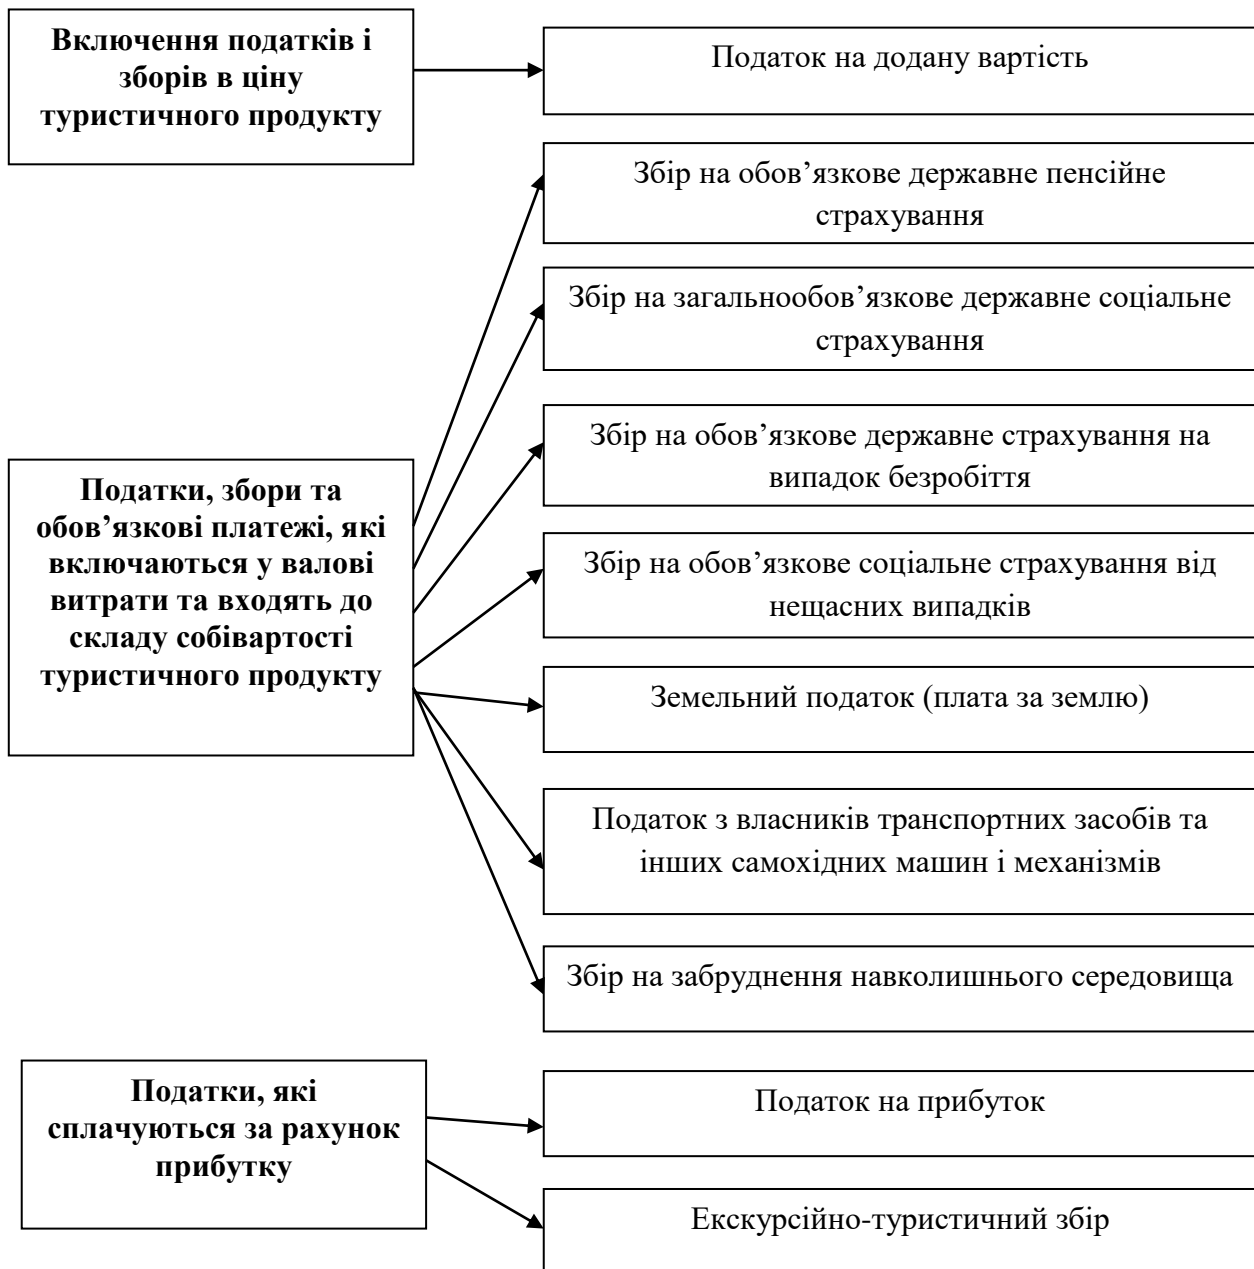 Включення податків і
зборів в ціну
туристичного продукту
Податок на додану вартість
Збір на обов’язкове державне пенсійне
страхування
Збір на загальнообов’язкове державне соціальне
страхування
Збір на обов’язкове державне страхування на
випадок безробіття
Податки, збори та
обов’язкові платежі, які
включаються у валові
витрати та входять до
складу собівартості
туристичного продукту
Збір на обов’язкове соціальне страхування від
нещасних випадків
Земельний податок (плата за землю)
Податок з власників транспортних засобів та
інших самохідних машин і механізмів
Збір на забруднення навколишнього середовища
Податки, які
сплачуються за рахунок
прибутку
Податок на прибуток
Екскурсійно-туристичний збір